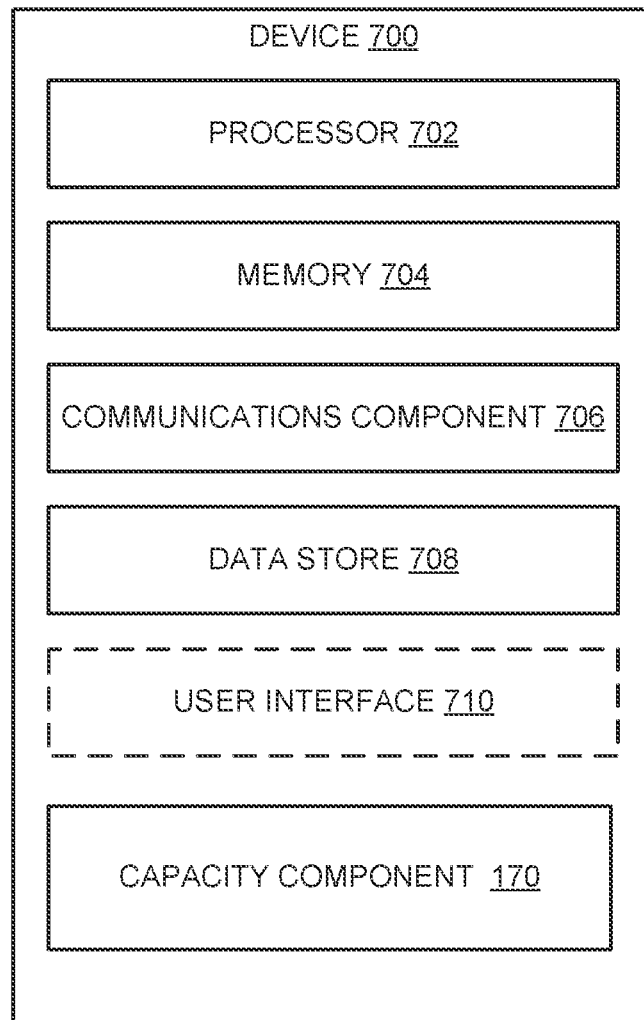 DEVICE 700
PROCESSOR 702
MEMORY 704
COMMUNICATIONS COMPONENT 706
DATA STORE 708
USER INTERFACE 710
CAPACITY COMPONENT 170